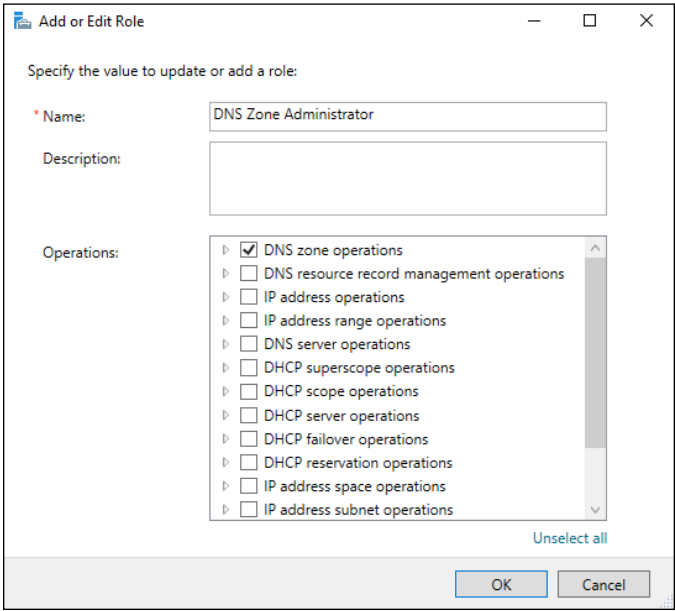 Add or Edit Role
Specify the value to update or add a role:
* Name:
DNS Zone Administrator
Description:
Operations:
DNS zone operations
DNS resource record management operations
IP address operations
IP address range operations
DNS server operations
DHCP superscope operations
DHCP scope operations
DHCP server operations
DHCP failover operations
DHCP reservation operations
IP address space operations
IP address subnet operations
Unselect all
OK
Cancel